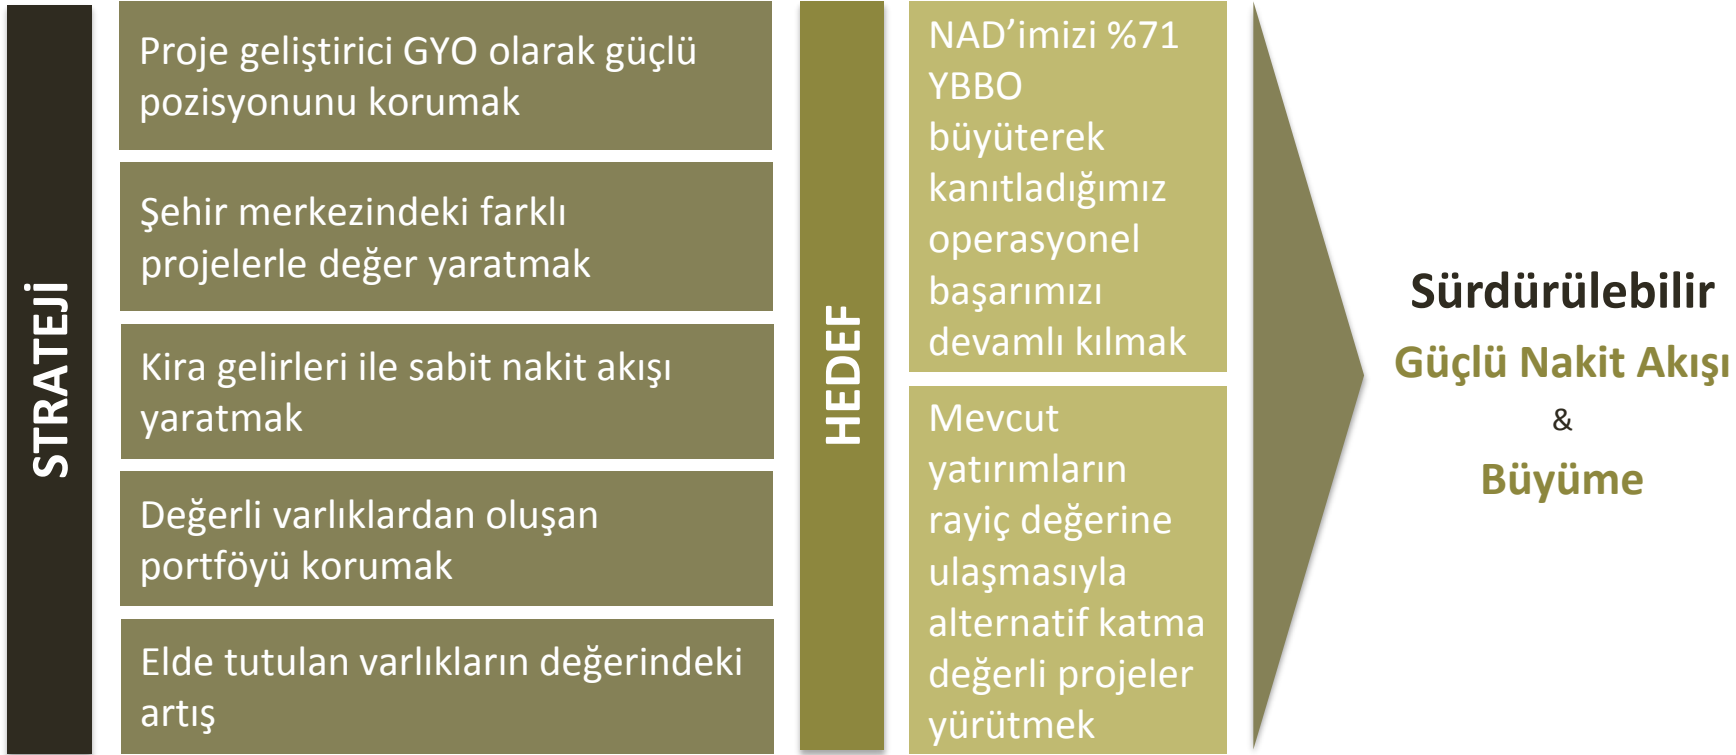 STRATEJİ
Proje geliştirici GYO olarak güçlü
pozisyonunu korumak
Şehir merkezindeki farklı
projelerle değer yaratmak
Kira gelirleri ile sabit nakit akışı
yaratmak
Değerli varlıklardan oluşan
portföyü korumak
Elde tutulan varlıkların değerindeki
artış
HEDEF
NAD’imizi %71
YBBO
büyüterek
kanıtladığımız
operasyonel
başarımızı
devamlı kılmak
Mevcut
yatırımların
rayiç değerine
ulaşmasıyla
alternatif katma
değerli projeler
yürütmek
Sürdürülebilir
Güçlü Nakit Akışı
&
Büyüme